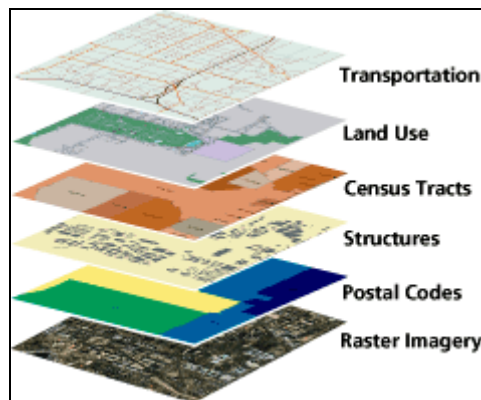 Transportation
Land Use
Census Tracts
Structures
Postal Codes
Raster Imagery